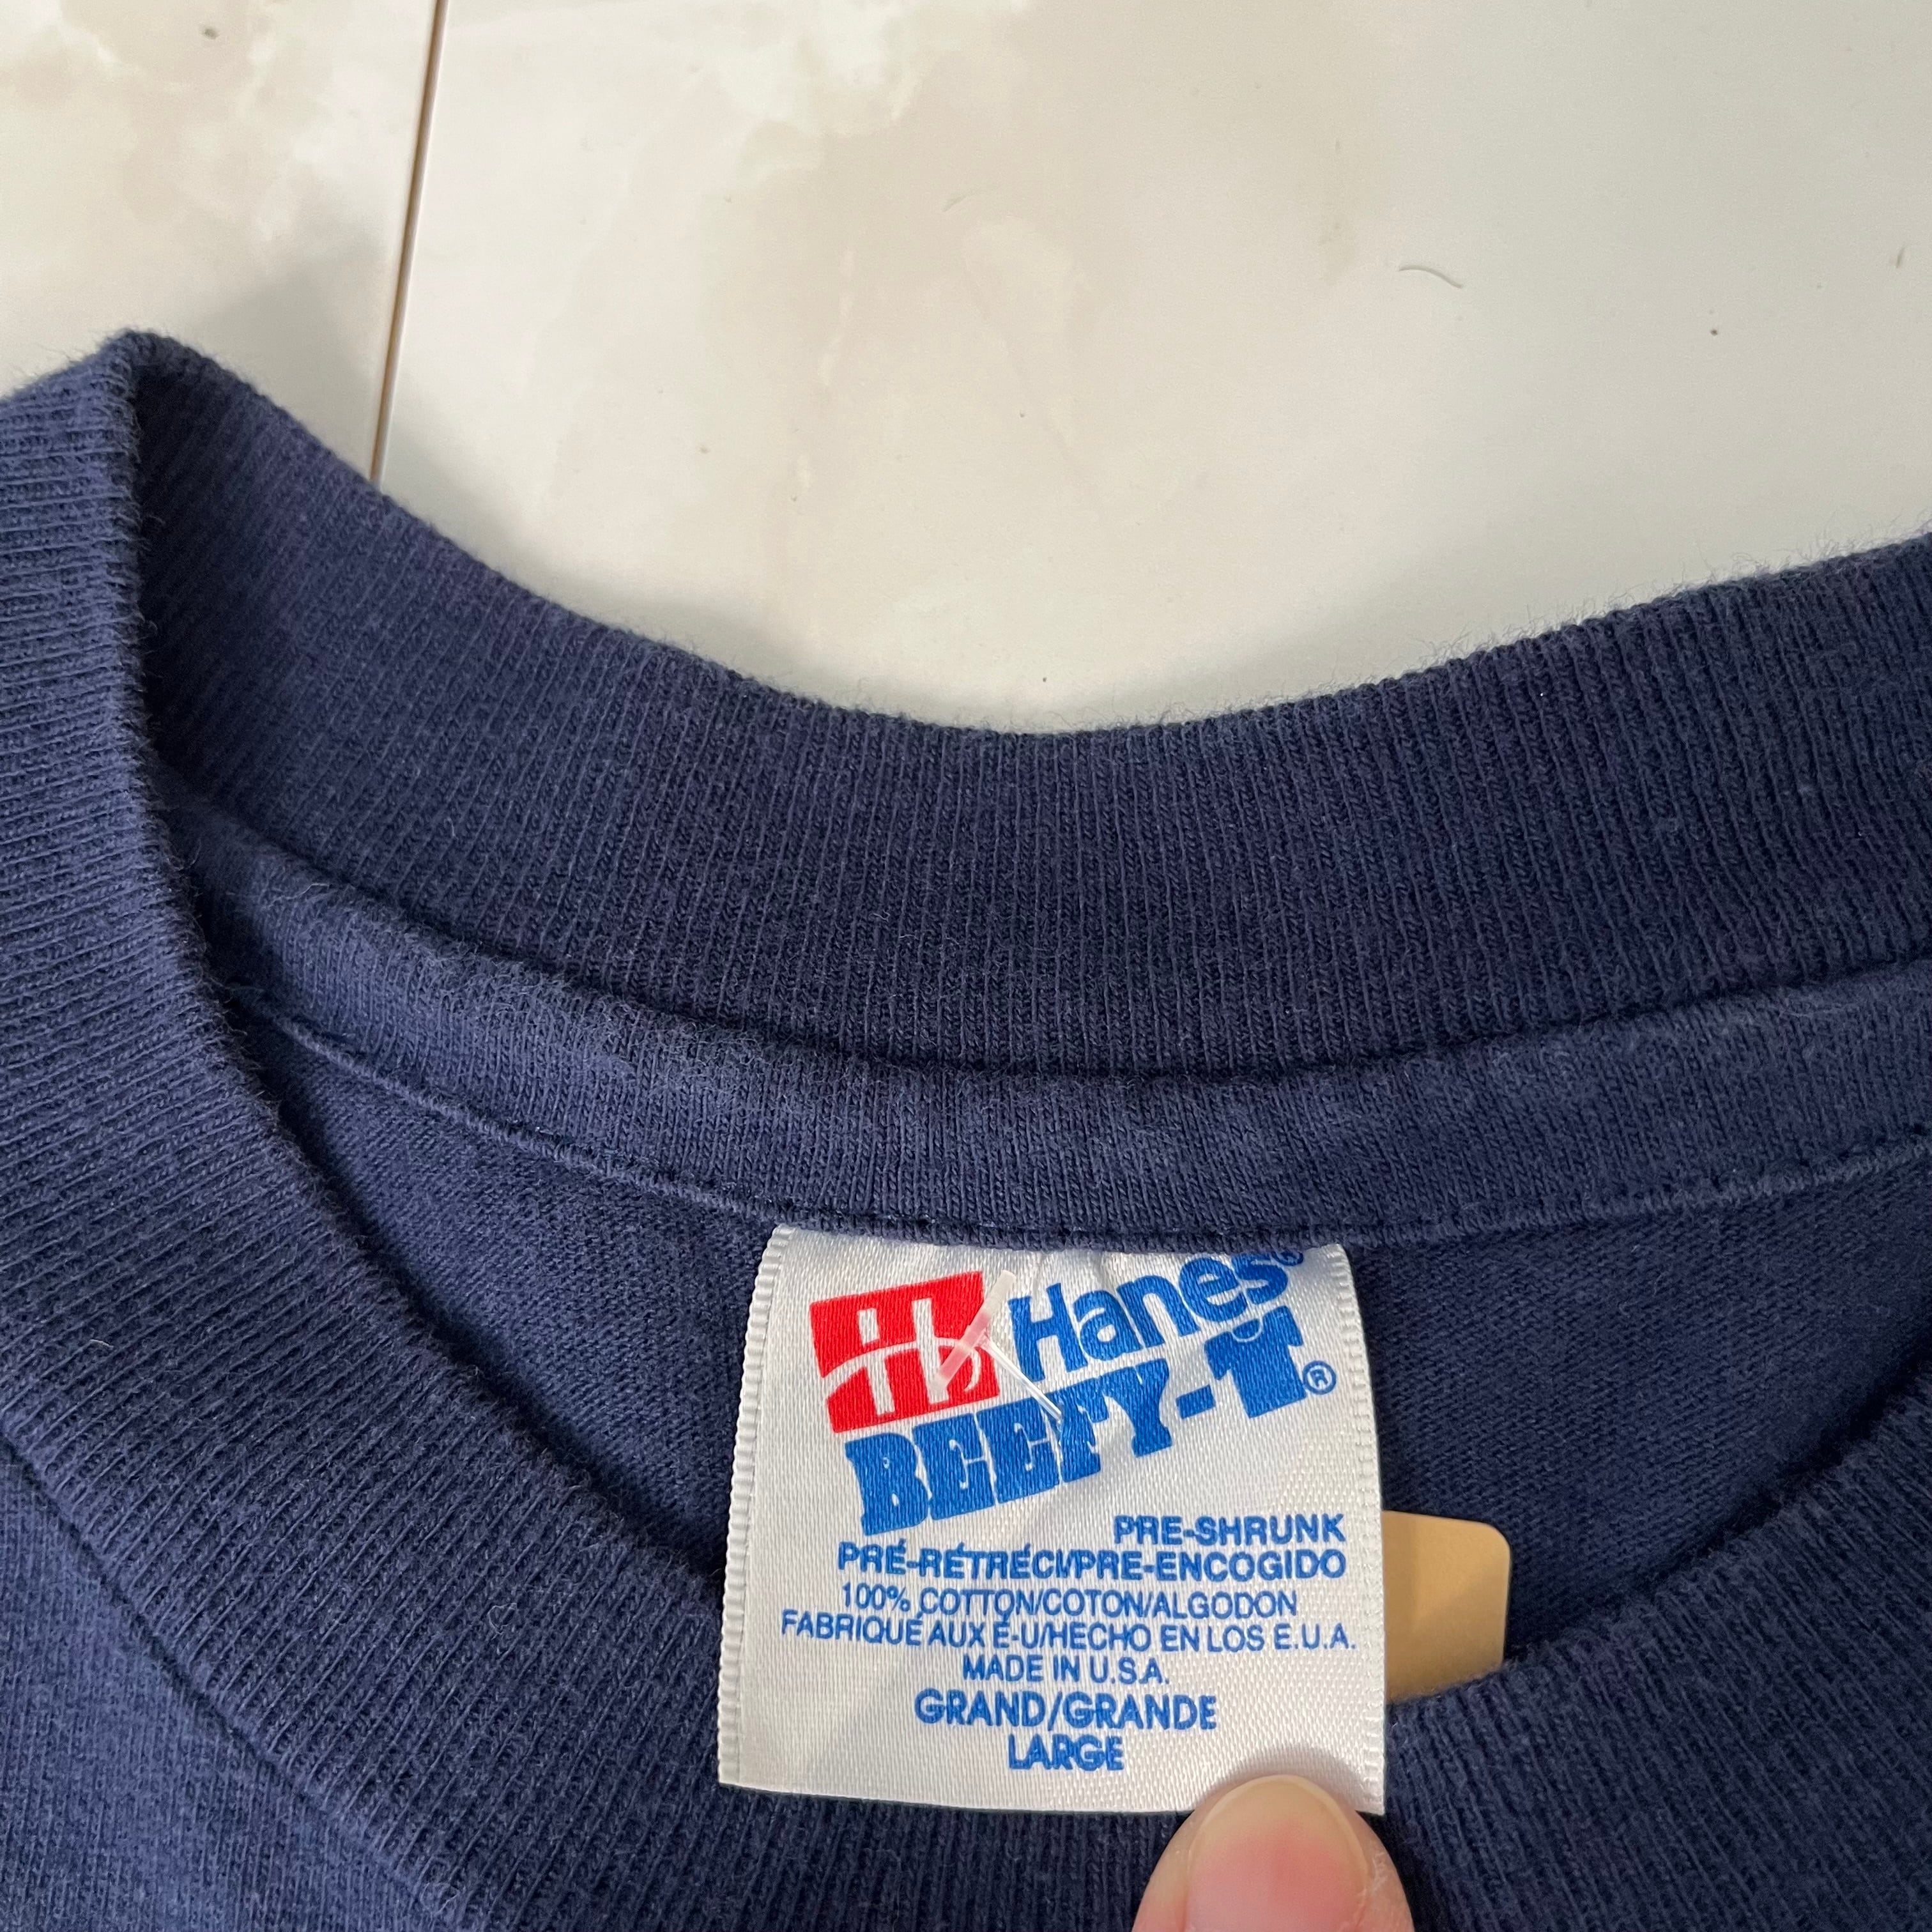 Hanes®
BEEFY-T®
PRE-SHRUNK
PRÉ-RÉTRÉCI/PRE-ENCOGIDO
100% COTTON/COTON/ALGODON
FABRIQUÉ AUX É-U/HECHO EN LOS E.U.A.
MADE IN U.S.A.
GRAND/GRANDE
LARGE